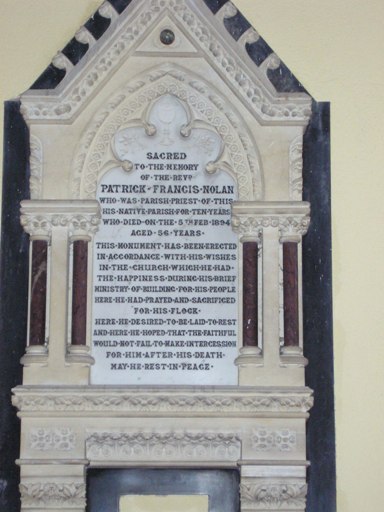 SACRED
TO·THE·MEMORY
OF·THE·REVᴰ
PATRICK·FRANCIS·NOLAN
WHO·WAS·PARISH·PRIEST·OF·THIS
HIS·NATIVE·PARISH·FOR·TEN·YEARS
WHO·DIED·ON·THE·8TH FEB·1894
AGED·56·YEARS·
THIS·MONUMENT·HAS·BEEN·ERECTED
IN·ACCORDANCE·WITH·HIS·WISHES
IN·THE·CHURCH·WHICH·HE·HAD
THE·HAPPINESS·DURING·HIS·BRIEF
MINISTRY·OF·BUILDING·FOR·HIS·PEOPLE
HERE·HE·HAD·PRAYED·AND·SACRIFICED
FOR·HIS·FLOCK·
HERE·HE·DESIRED·TO·BE·LAID·TO·REST
AND·HERE·HE·HOPED·THAT·THE·FAITHFUL
WOULD·NOT·FAIL·TO·MAKE·INTERCESSION
FOR·HIM·AFTER·HIS·DEATH·
MAY·HE·REST·IN·PEACE·